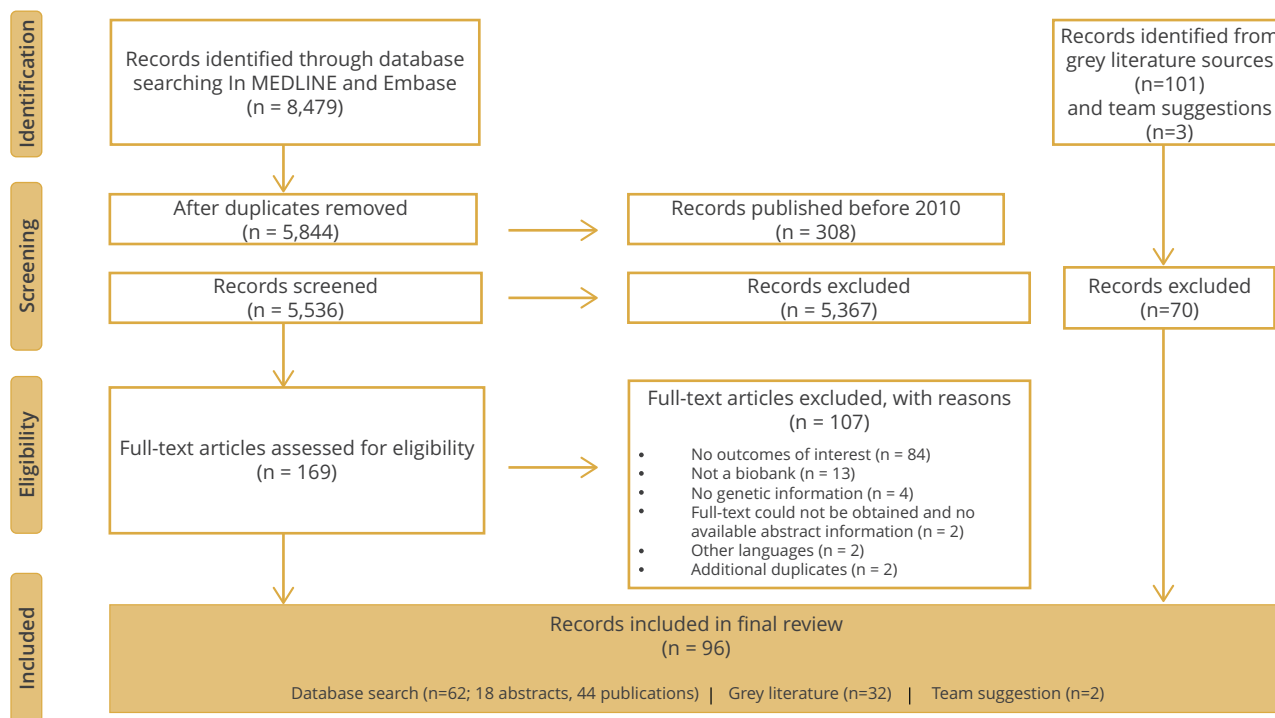 Identification
Records identified through database
searching In MEDLINE and Embase
(n = 8,479)
Records identified from
grey literature sources
(n=101)
and team suggestions
(n=3)
Screening
After duplicates removed
(n = 5,844)
Records published before 2010
(n = 308)
Records screened
(n = 5,536)
Records excluded
(n = 5,367)
Records excluded
(n=70)
Eligibility
Full-text articles assessed for eligibility
(n = 169)
Full-text articles excluded, with reasons
(n = 107)
• No outcomes of interest (n = 84)
• Not a biobank (n = 13)
• No genetic information (n = 4)
• Full-text could not be obtained and no
available abstract information (n = 2)
• Other languages (n = 2)
• Additional duplicates (n = 2)
Included
Records included in final review
(n = 96)
Database search (n=62; 18 abstracts, 44 publications) | Grey literature (n=32) | Team suggestion (n=2)